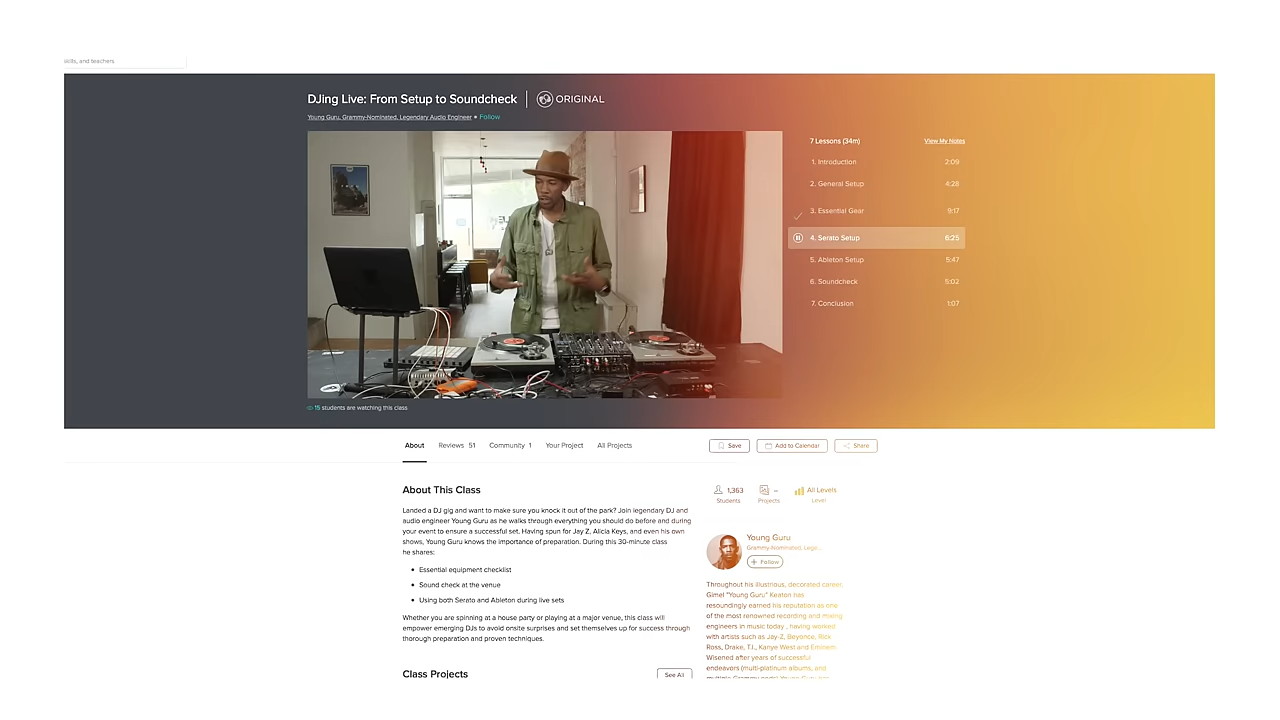 skills, and teachers
DJing Live: From Setup to Soundcheck
ORIGINAL
Young Guru, Grammy-Nominated, Legendary Audio Engineer • Follow
7 Lessons (34m)
View My Notes
1. Introduction 2:09
2. General Setup 4:28
3. Essential Gear 9:17
4. Serato Setup 6:25
5. Ableton Setup 5:47
6. Soundcheck 5:02
7. Conclusion 1:07
15 students are watching this class
About Reviews 51 Community 1 Your Project All Projects
Save Add to Calendar Share
About This Class
Landed a DJ gig and want to make sure you knock it out of the park? Join legendary DJ and
audio engineer Young Guru as he walks through everything you should do before and during
your event to ensure a successful set. Having spun for Jay Z, Alicia Keys, and even his own
shows, Young Guru knows the importance of preparation. During this 30-minute class
he shares:
• Essential equipment checklist
• Sound check at the venue
• Using both Serato and Ableton during live sets
Whether you are spinning at a house party or playing at a major venue, this class will
empower emerging DJs to avoid onsite surprises and set themselves up for success through
thorough preparation and proven techniques.
Class Projects
See All
1,363 – All Levels
Students Projects Level
Young Guru
Grammy-Nominated, Lege...
+ Follow
Throughout his illustrious, decorated career,
Gimel "Young Guru" Keaton has
resoundingly earned his reputation as one
of the most renowned recording and mixing
engineers in music today , having worked
with artists such as Jay-Z, Beyonce, Rick
Ross, Drake, T.I., Kanye West and Eminem.
Wisened after years of successful
endeavors (multi-platinum albums, and